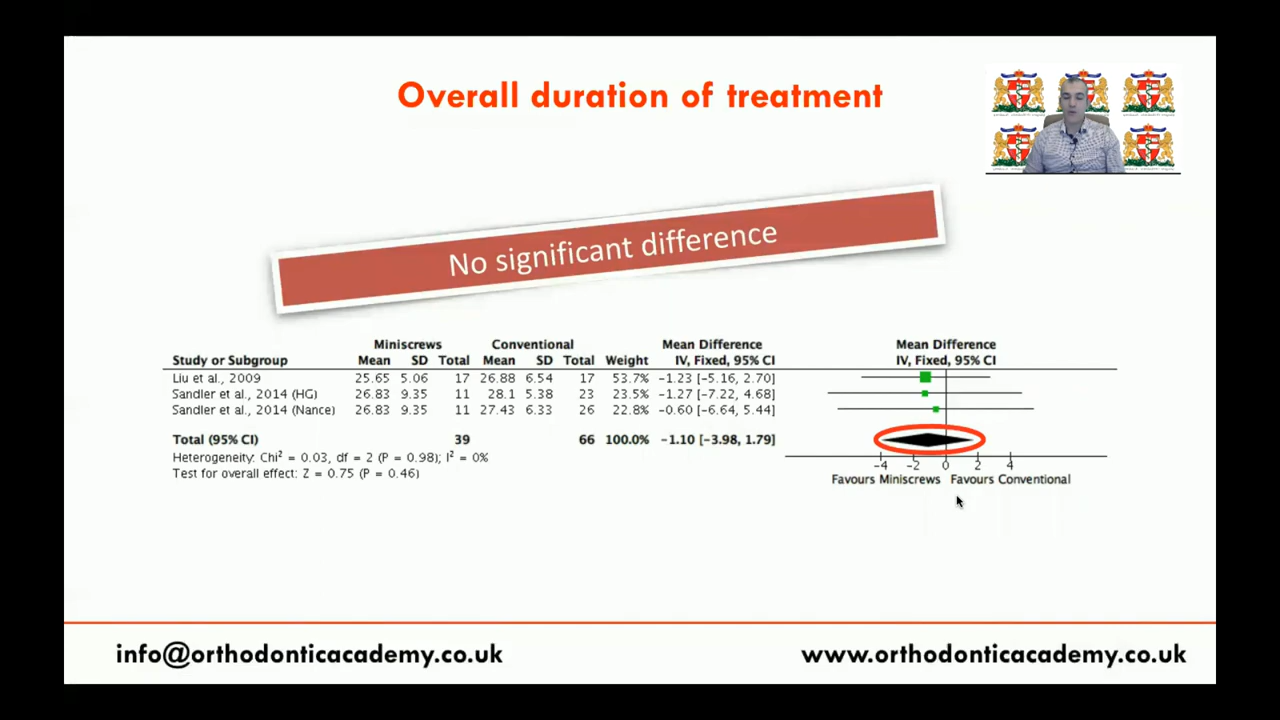 Overall duration of treatment
No significant difference
Miniscrews Conventional Mean Difference Mean Difference
Study or Subgroup Mean SD Total Mean SD Total Weight IV, Fixed, 95% CI IV, Fixed, 95% CI
Liu et al., 2009 25.65 5.06 17 26.88 6.54 17 53.7% −1.23 [−5.16, 2.70]
Sandler et al., 2014 (HG) 26.83 9.35 11 28.1 5.38 23 23.5% −1.27 [−7.22, 4.68]
Sandler et al., 2014 (Nance) 26.83 9.35 11 27.43 6.33 26 22.8% −0.60 [−6.64, 5.44]
Total (95% CI) 39 66 100.0% −1.10 [−3.98, 1.79]
Heterogeneity: Chi² = 0.03, df = 2 (P = 0.98); I² = 0%
Test for overall effect: Z = 0.75 (P = 0.46)
−4 −2 0 2 4
Favours Miniscrews Favours Conventional
info@orthodonticacademy.co.uk www.orthodonticacademy.co.uk